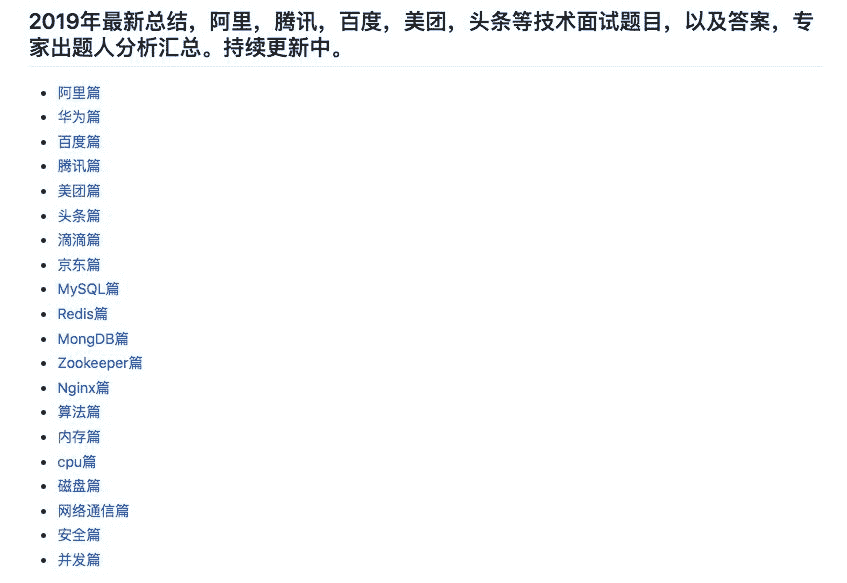 2019年最新总结，阿里，腾讯，百度，美团，头条等技术面试题目，以及答案，专
家出题人分析汇总。持续更新中。
阿里篇
华为篇
百度篇
腾讯篇
美团篇
头条篇
滴滴篇
京东篇
MySQL篇
Redis篇
MongDB篇
Zookeeper篇
Nginx篇
算法篇
内存篇
cpu篇
磁盘篇
网络通信篇
安全篇
并发篇